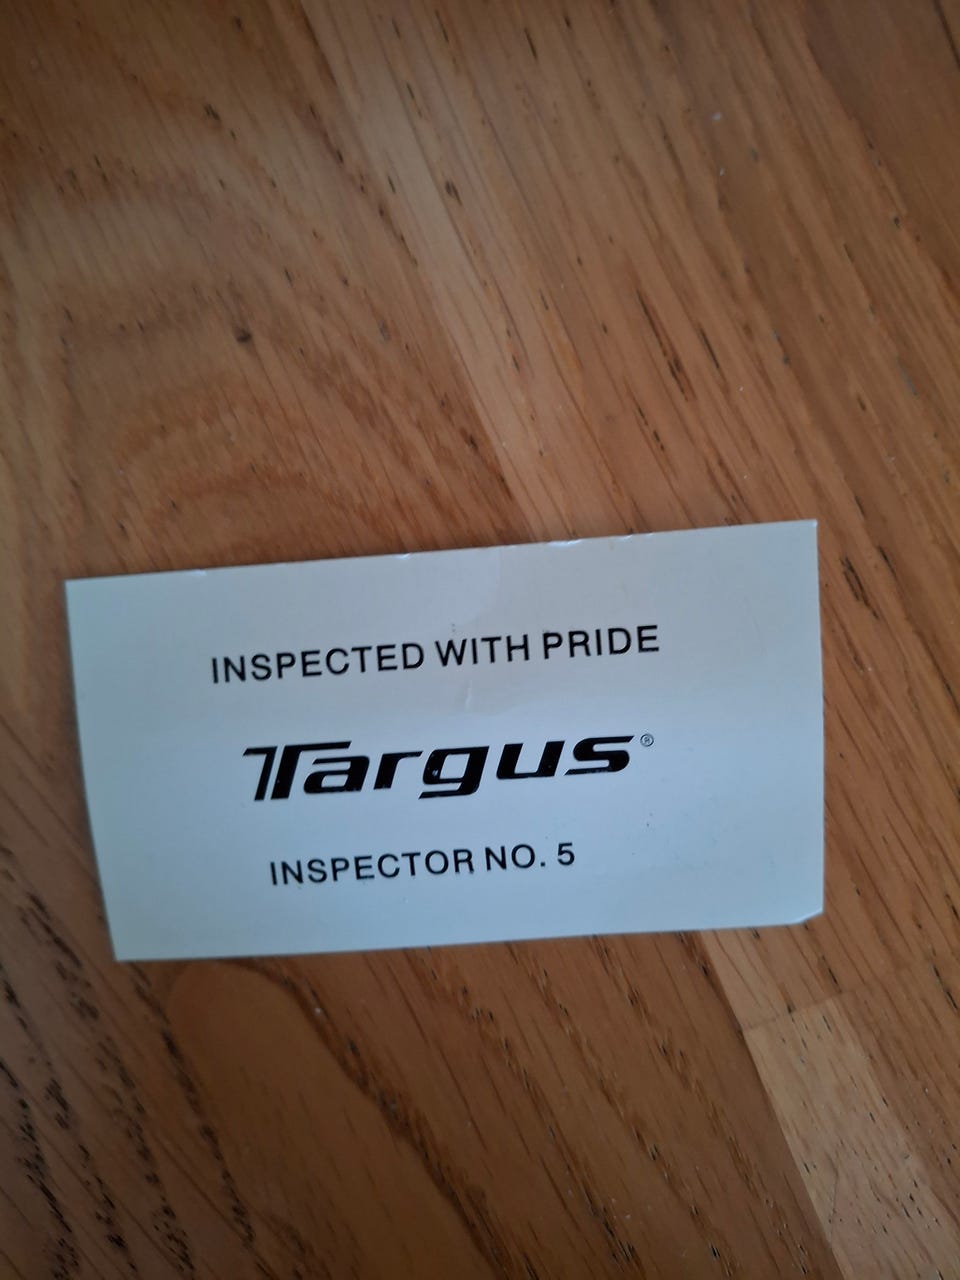 INSPECTED WITH PRIDE
Targus®
INSPECTOR NO. 5